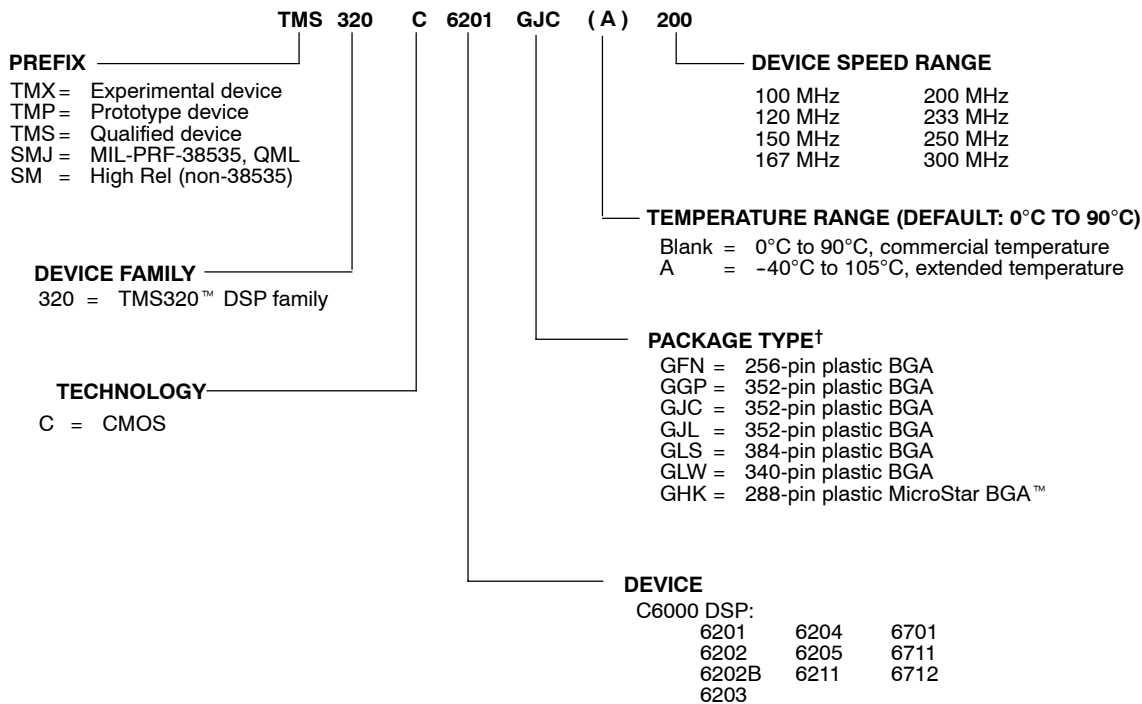 TMS 320 C 6201 GJC ( A ) 200
PREFIX
TMX = Experimental device
TMP = Prototype device
TMS = Qualified device
SMJ = MIL-PRF-38535, QML
SM = High Rel (non-38535)
DEVICE SPEED RANGE
100 MHz 200 MHz
120 MHz 233 MHz
150 MHz 250 MHz
167 MHz 300 MHz
TEMPERATURE RANGE (DEFAULT: 0°C TO 90°C)
Blank = 0°C to 90°C, commercial temperature
A = -40°C to 105°C, extended temperature
DEVICE FAMILY
320 = TMS320™ DSP family
PACKAGE TYPE†
GFN = 256-pin plastic BGA
GGP = 352-pin plastic BGA
GJC = 352-pin plastic BGA
GJL = 352-pin plastic BGA
GLS = 384-pin plastic BGA
GLW = 340-pin plastic BGA
GHK = 288-pin plastic MicroStar BGA™
TECHNOLOGY
C = CMOS
DEVICE
C6000 DSP:
6201 6204 6701
6202 6205 6711
6202B 6211 6712
6203